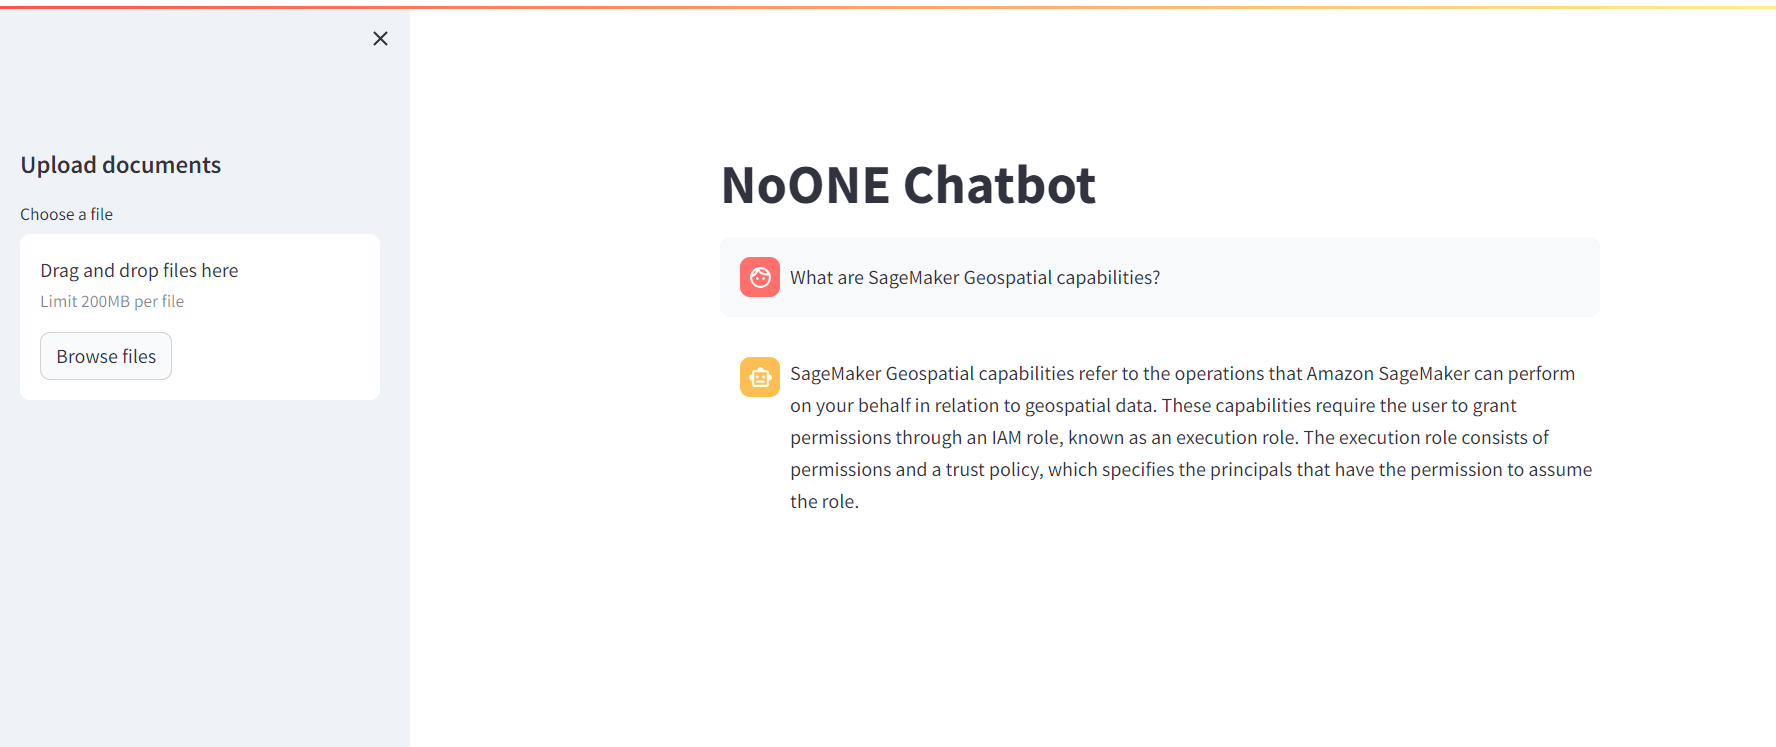 Upload documents
Choose a file
Drag and drop files here
Limit 200MB per file
Browse files
NoONE Chatbot
What are SageMaker Geospatial capabilities?
SageMaker Geospatial capabilities refer to the operations that Amazon SageMaker can perform
on your behalf in relation to geospatial data. These capabilities require the user to grant
permissions through an IAM role, known as an execution role. The execution role consists of
permissions and a trust policy, which specifies the principals that have the permission to assume
the role.